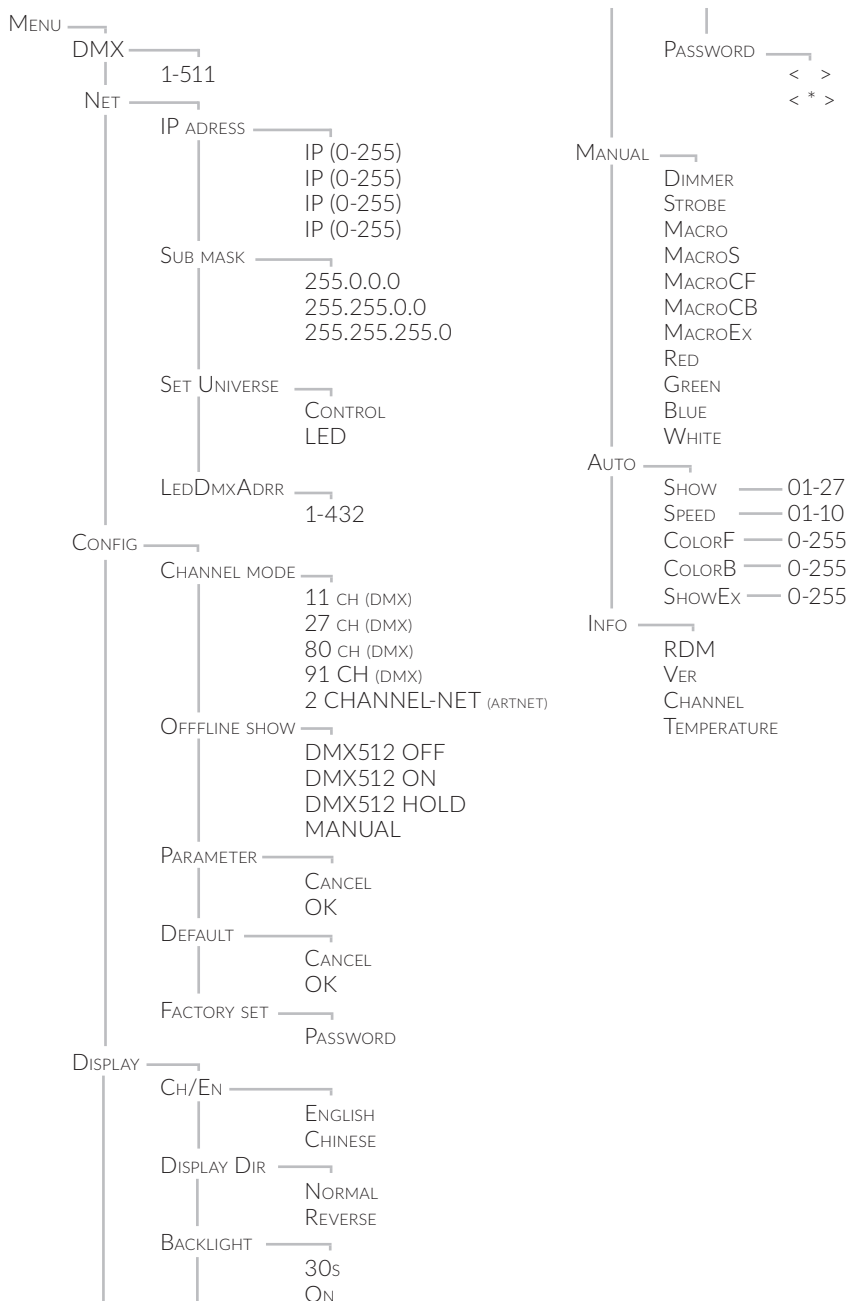 Menu
DMX
1-511
Net
IP adress
IP (0-255)
IP (0-255)
IP (0-255)
IP (0-255)
Sub mask
255.0.0.0
255.255.0.0
255.255.255.0
Set Universe
Control
LED
LedDmxAdrr
1-432
Config
Channel mode
11 ch (DMX)
27 ch (DMX)
80 ch (DMX)
91 CH (DMX)
2 CHANNEL-NET (ARTNET)
Offfline show
DMX512 OFF
DMX512 ON
DMX512 HOLD
MANUAL
Parameter
Cancel
OK
Default
Cancel
OK
Factory set
Password
Display
Ch/En
English
Chinese
Display Dir
Normal
Reverse
Backlight
30s
On
Password
< >
< * >
Manual
Dimmer
Strobe
Macro
MacroS
MacroCF
MacroCB
MacroEx
Red
Green
Blue
White
Auto
Show 01-27
Speed 01-10
ColorF 0-255
ColorB 0-255
ShowEx 0-255
Info
RDM
Ver
Channel
Temperature